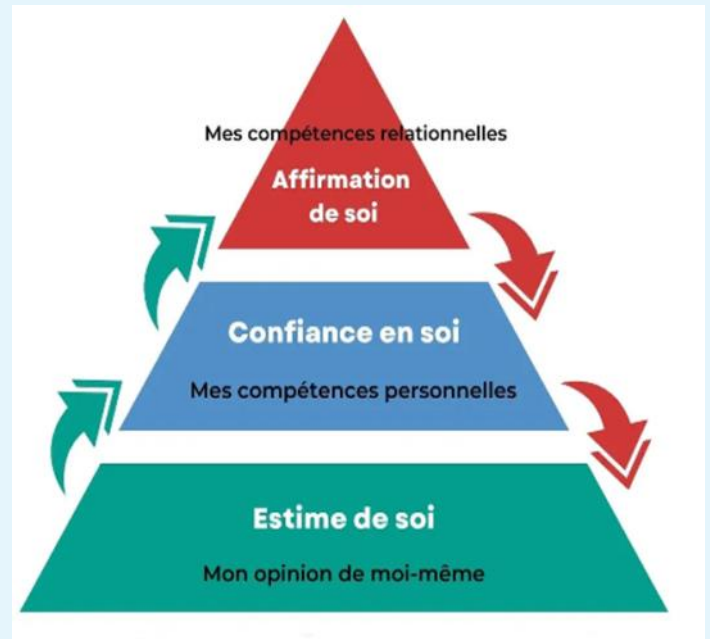 Mes compétences relationnelles
Affirmation
de soi
Confiance en soi
Mes compétences personnelles
Estime de soi
Mon opinion de moi-même